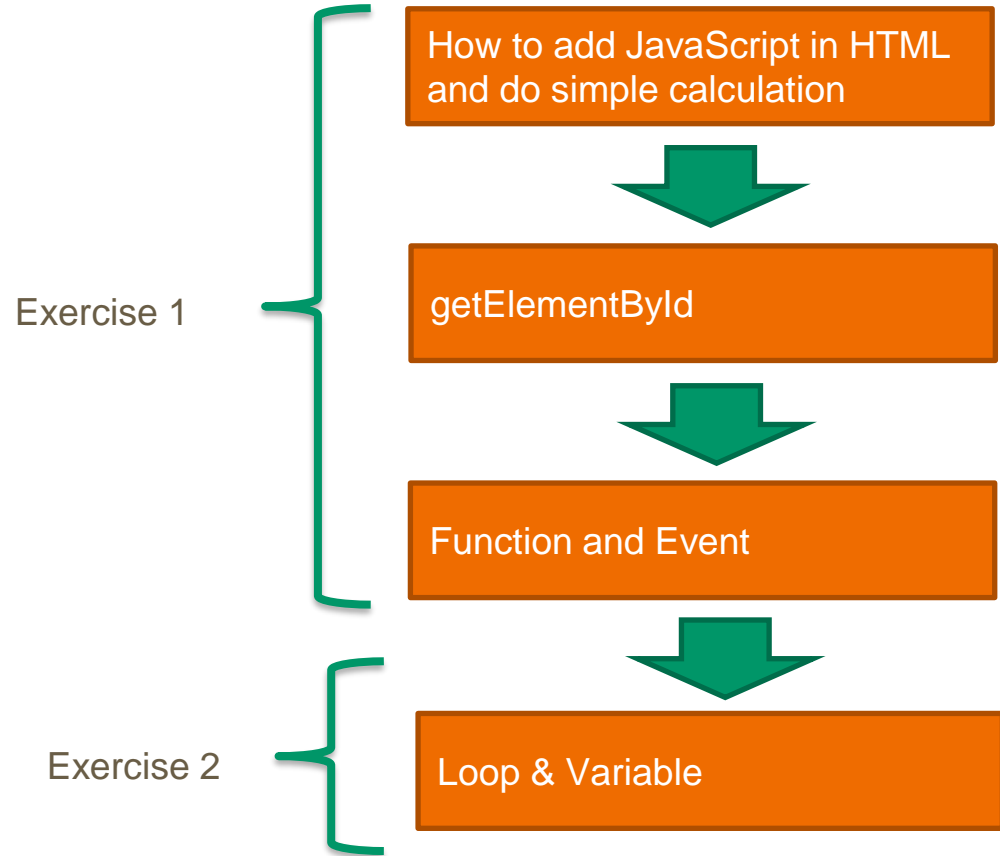 How to add JavaScript in HTML
and do simple calculation
Exercise 1
getElementById
Function and Event
Exercise 2
Loop & Variable